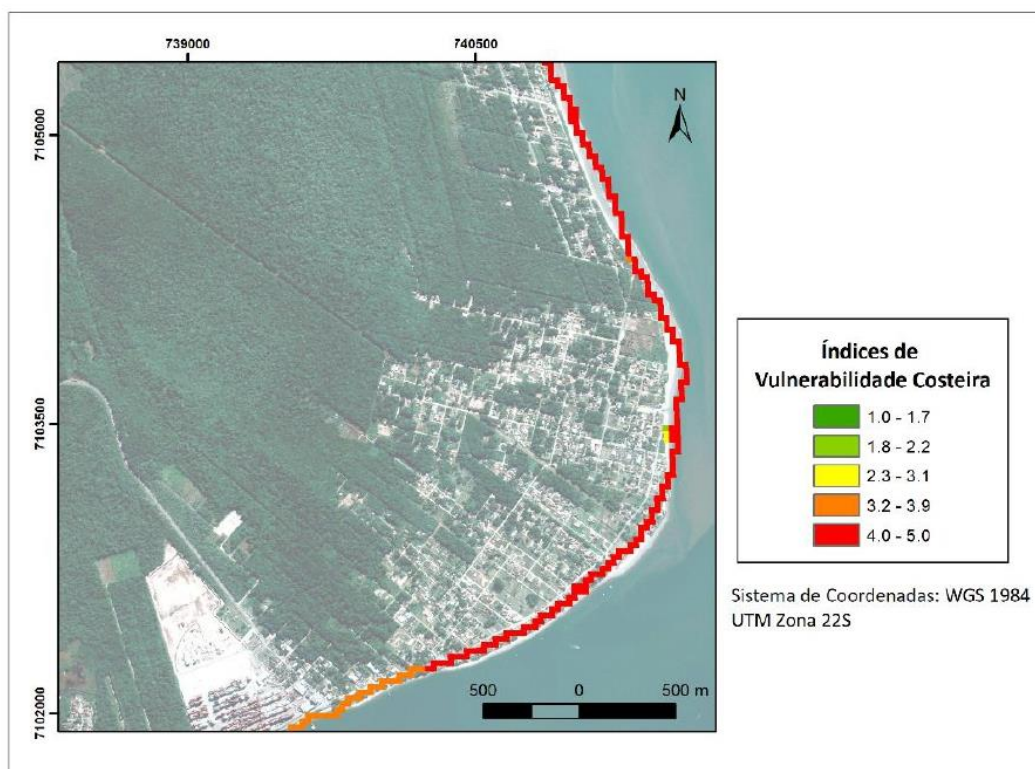 739000
740500
7105000
7103500
7102000
N
500 0 500 m
Índices de
Vulnerabilidade Costeira
1.0 - 1.7
1.8 - 2.2
2.3 - 3.1
3.2 - 3.9
4.0 - 5.0
Sistema de Coordenadas: WGS 1984
UTM Zona 22S